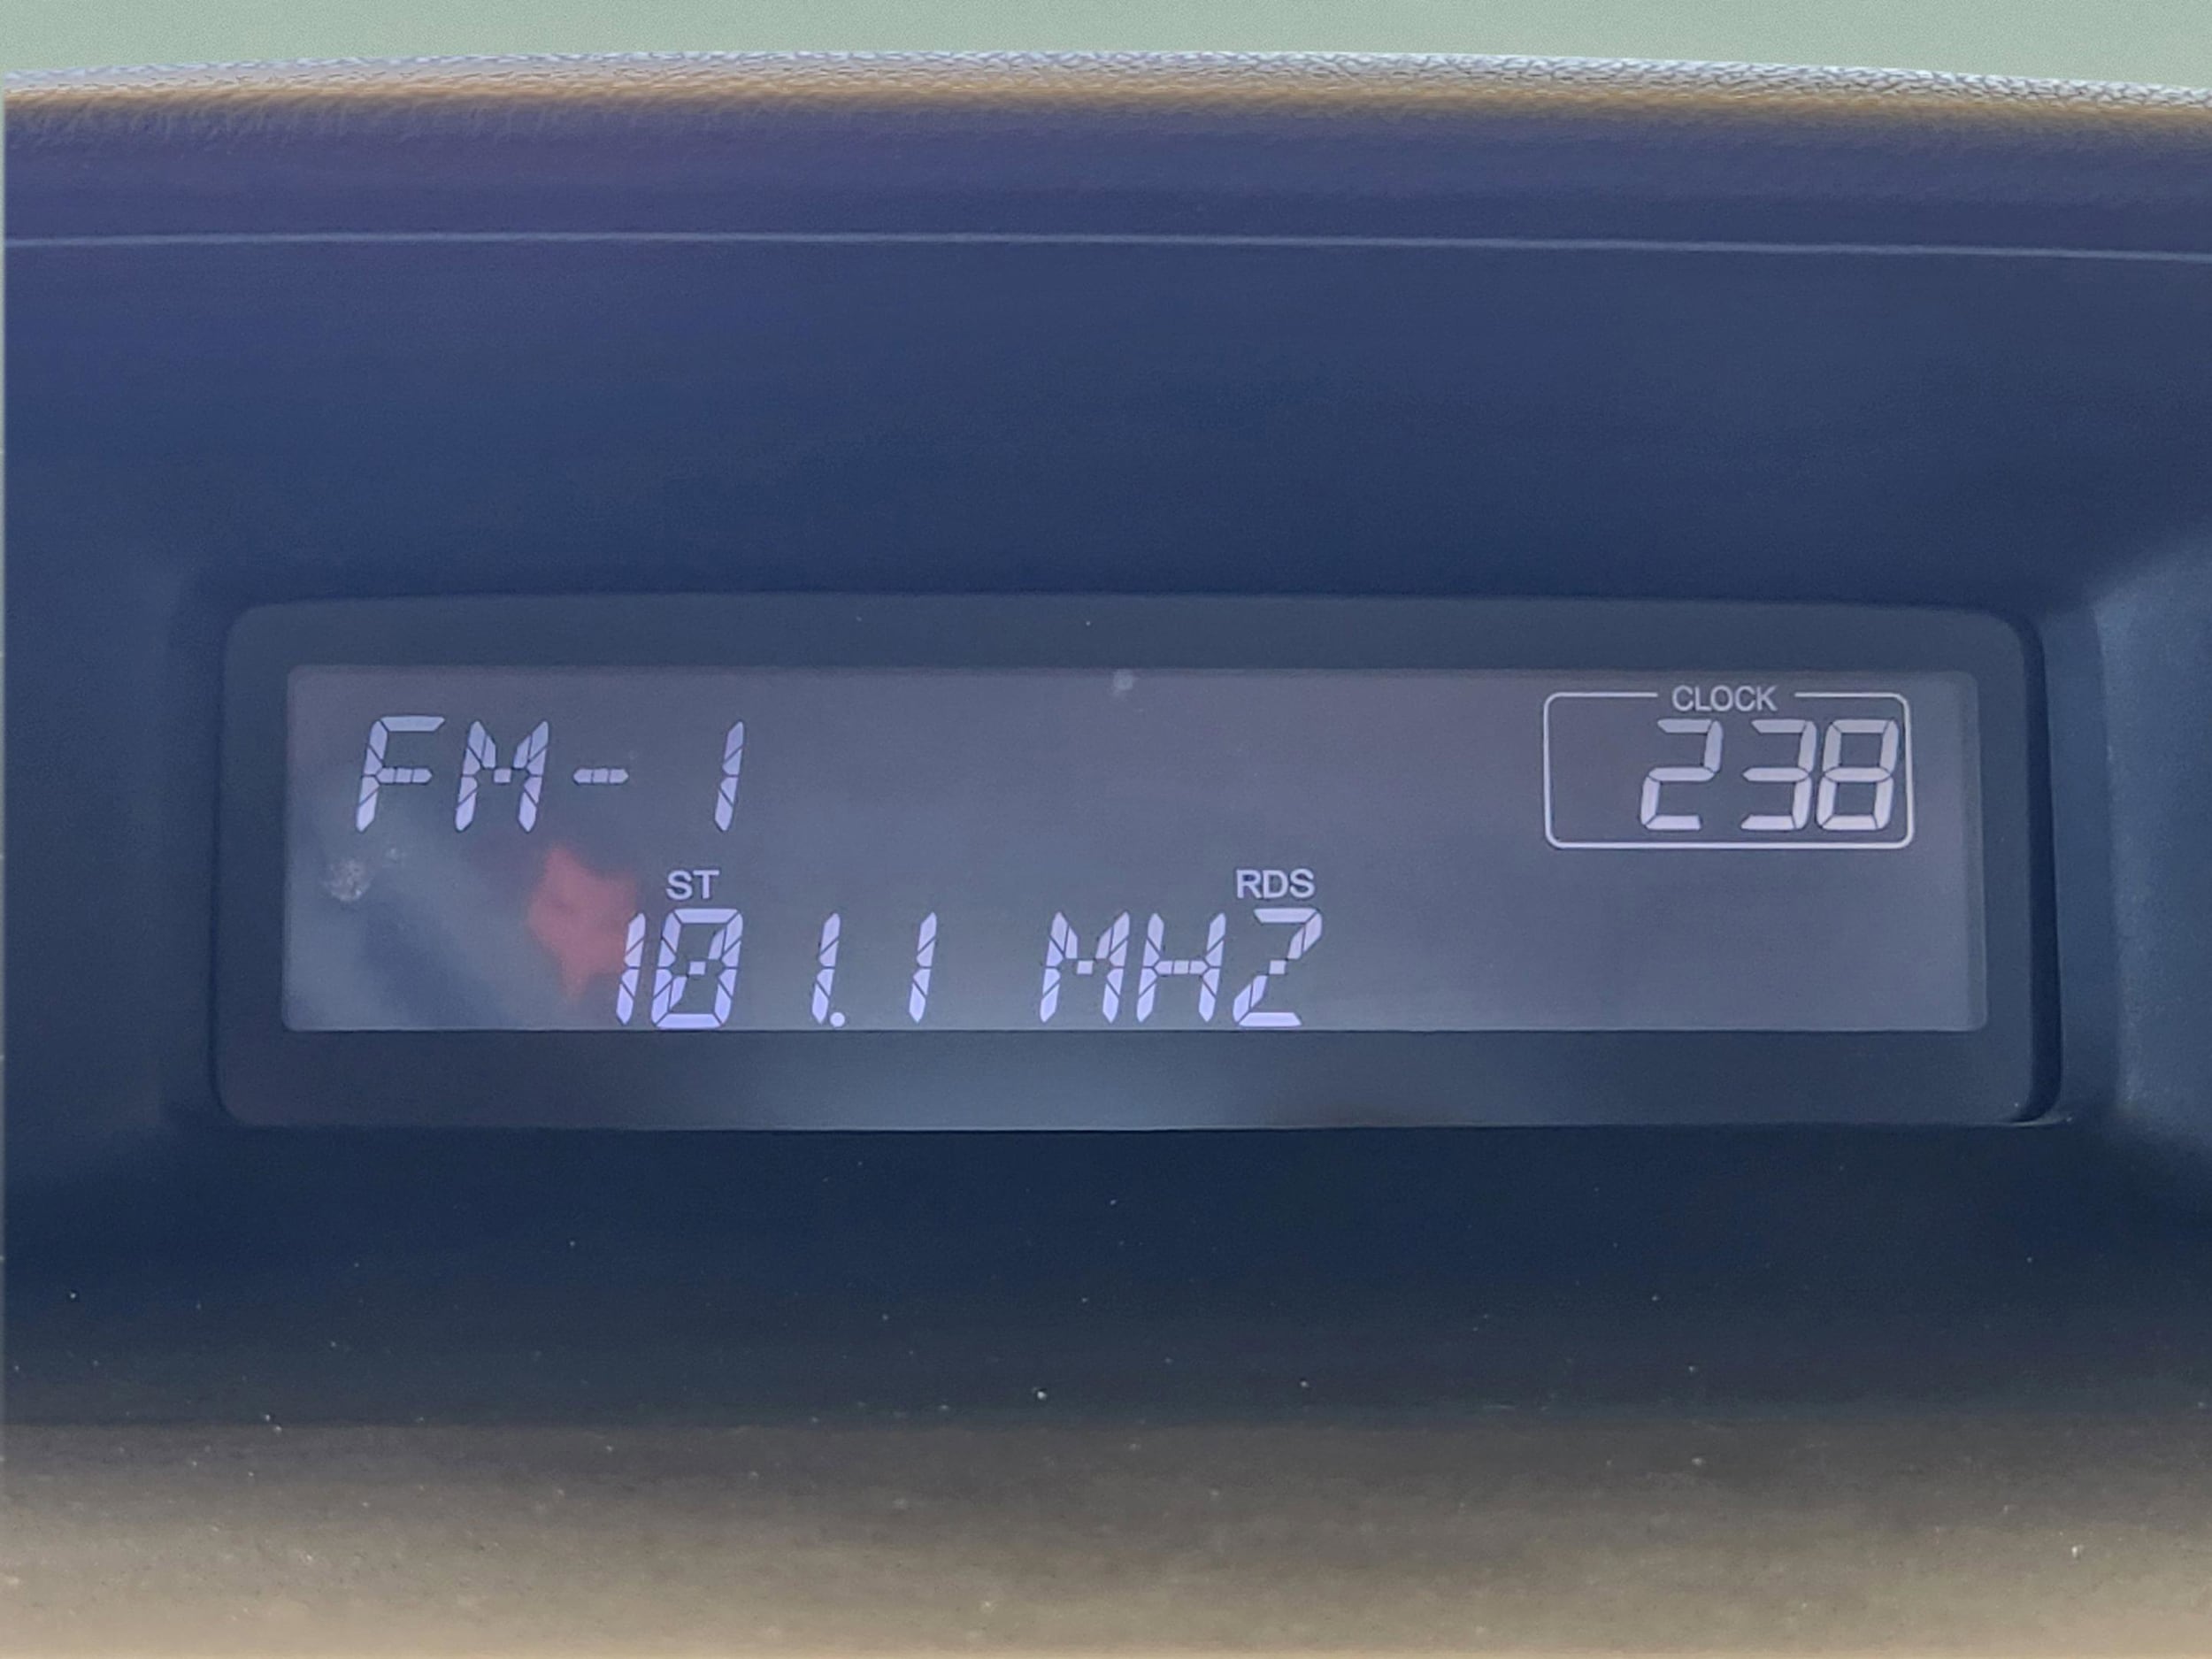 CLOCK
FM-1 238
ST RDS
101.1 MHZ